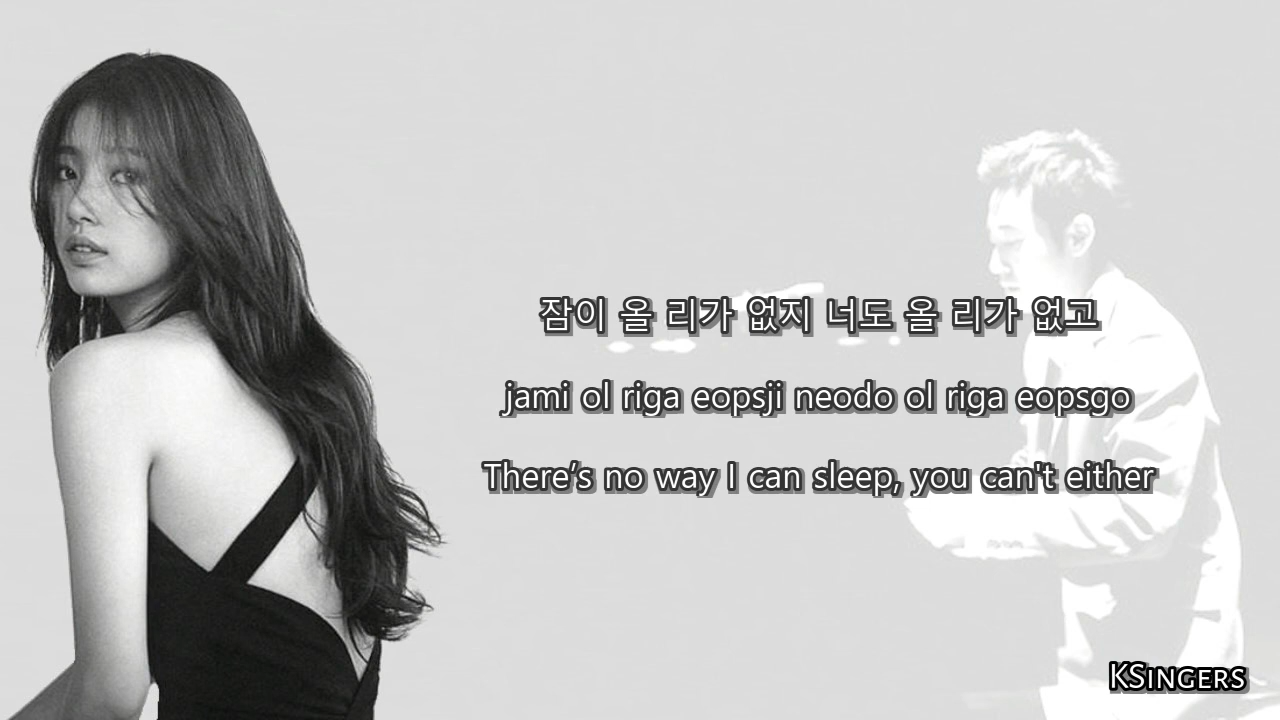 잠이 올 리가 없지 너도 올 리가 없고
jami ol riga eopsji neodo ol riga eopsgo
There’s no way I can sleep, you can't either
KSINGERS